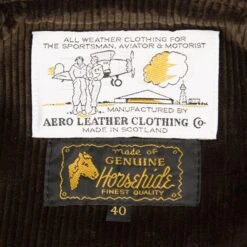 ALL WEATHER CLOTHING FOR
THE SPORTSMAN, AVIATOR & MOTORIST
MANUFACTURED BY
AERO LEATHER CLOTHING Co
MADE IN SCOTLAND
made of
GENUINE
Horsehide
FINEST QUALITY
40